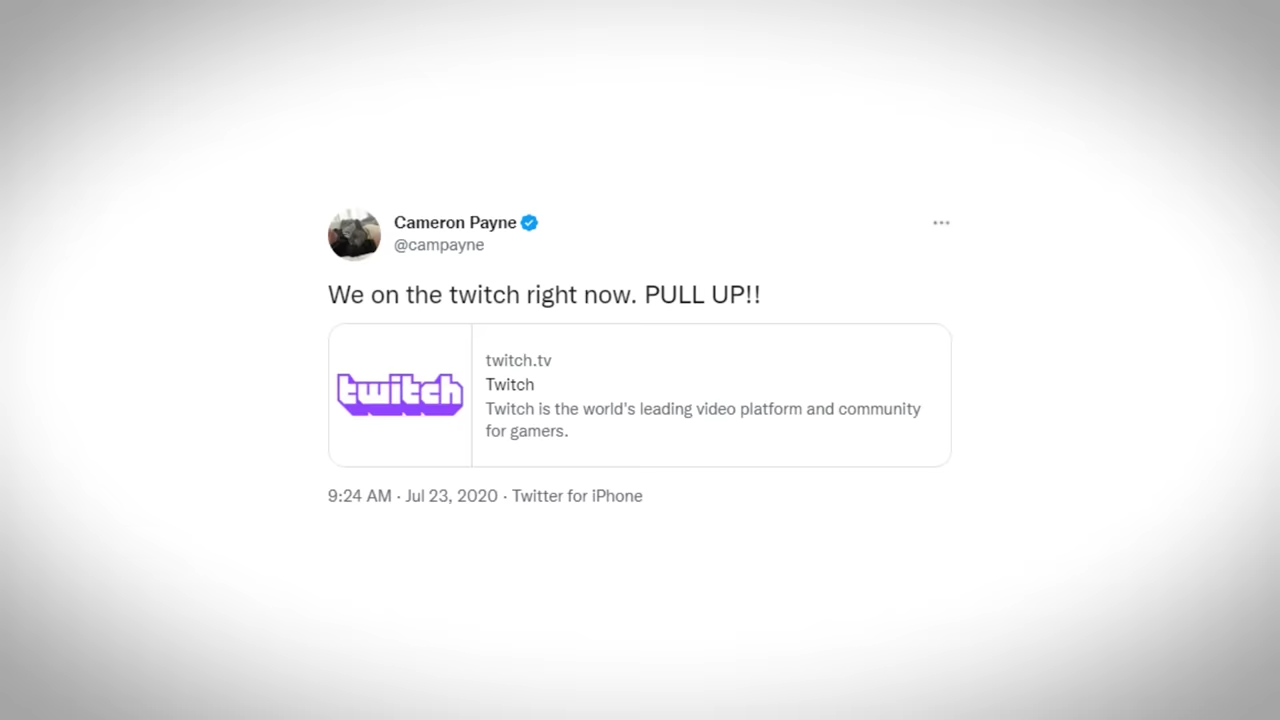 Cameron Payne
@campayne
We on the twitch right now. PULL UP!!
twitch
twitch.tv
Twitch
Twitch is the world's leading video platform and community
for gamers.
9:24 AM · Jul 23, 2020 · Twitter for iPhone